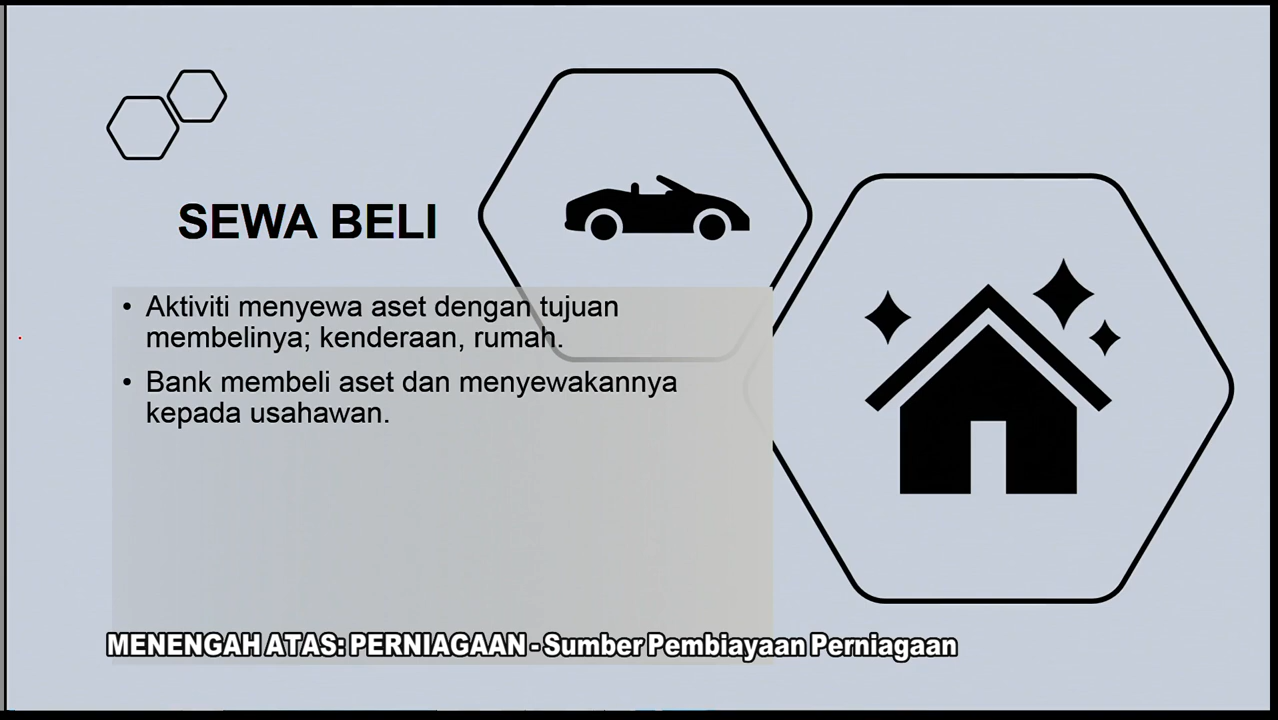 SEWA BELI
• Aktiviti menyewa aset dengan tujuan
membelinya; kenderaan, rumah.
• Bank membeli aset dan menyewakannya
kepada usahawan.
MENENGAH ATAS: PERNIAGAAN - Sumber Pembiayaan Perniagaan